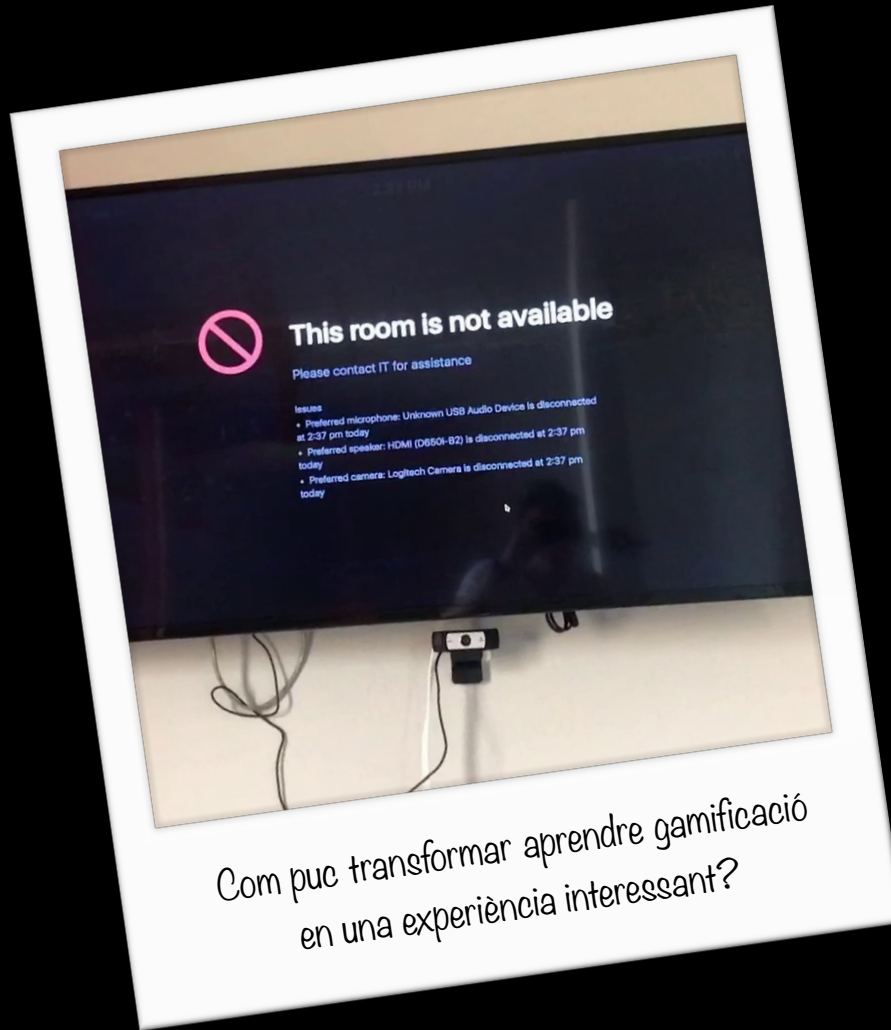 This room is not available
Please contact IT for assistance
Issues
• Preferred microphone: Unknown USB Audio Device is disconnected
at 2:37 pm today
• Preferred speaker: HDMI (D650i-B2) is disconnected at 2:37 pm
today
• Preferred camera: Logitech Camera is disconnected at 2:37 pm
today
Com puc transformar aprendre gamificació
en una experiència interessant?